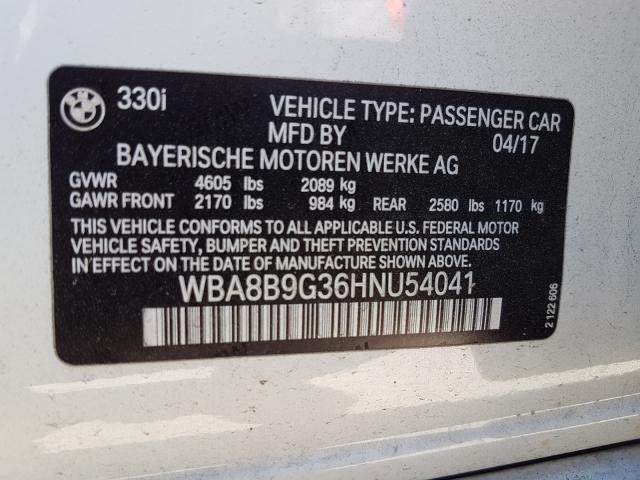 BMW 330i VEHICLE TYPE: PASSENGER CAR
MFD BY 04/17
BAYERISCHE MOTOREN WERKE AG
GVWR 4605 lbs 2089 kg
GAWR FRONT 2170 lbs 984 kg REAR 2580 lbs 1170 kg
THIS VEHICLE CONFORMS TO ALL APPLICABLE U.S. FEDERAL MOTOR
VEHICLE SAFETY, BUMPER AND THEFT PREVENTION STANDARDS
IN EFFECT ON THE DATE OF MANUFACTURE SHOWN ABOVE.
WBA8B9G36HNU54041
2 122 606